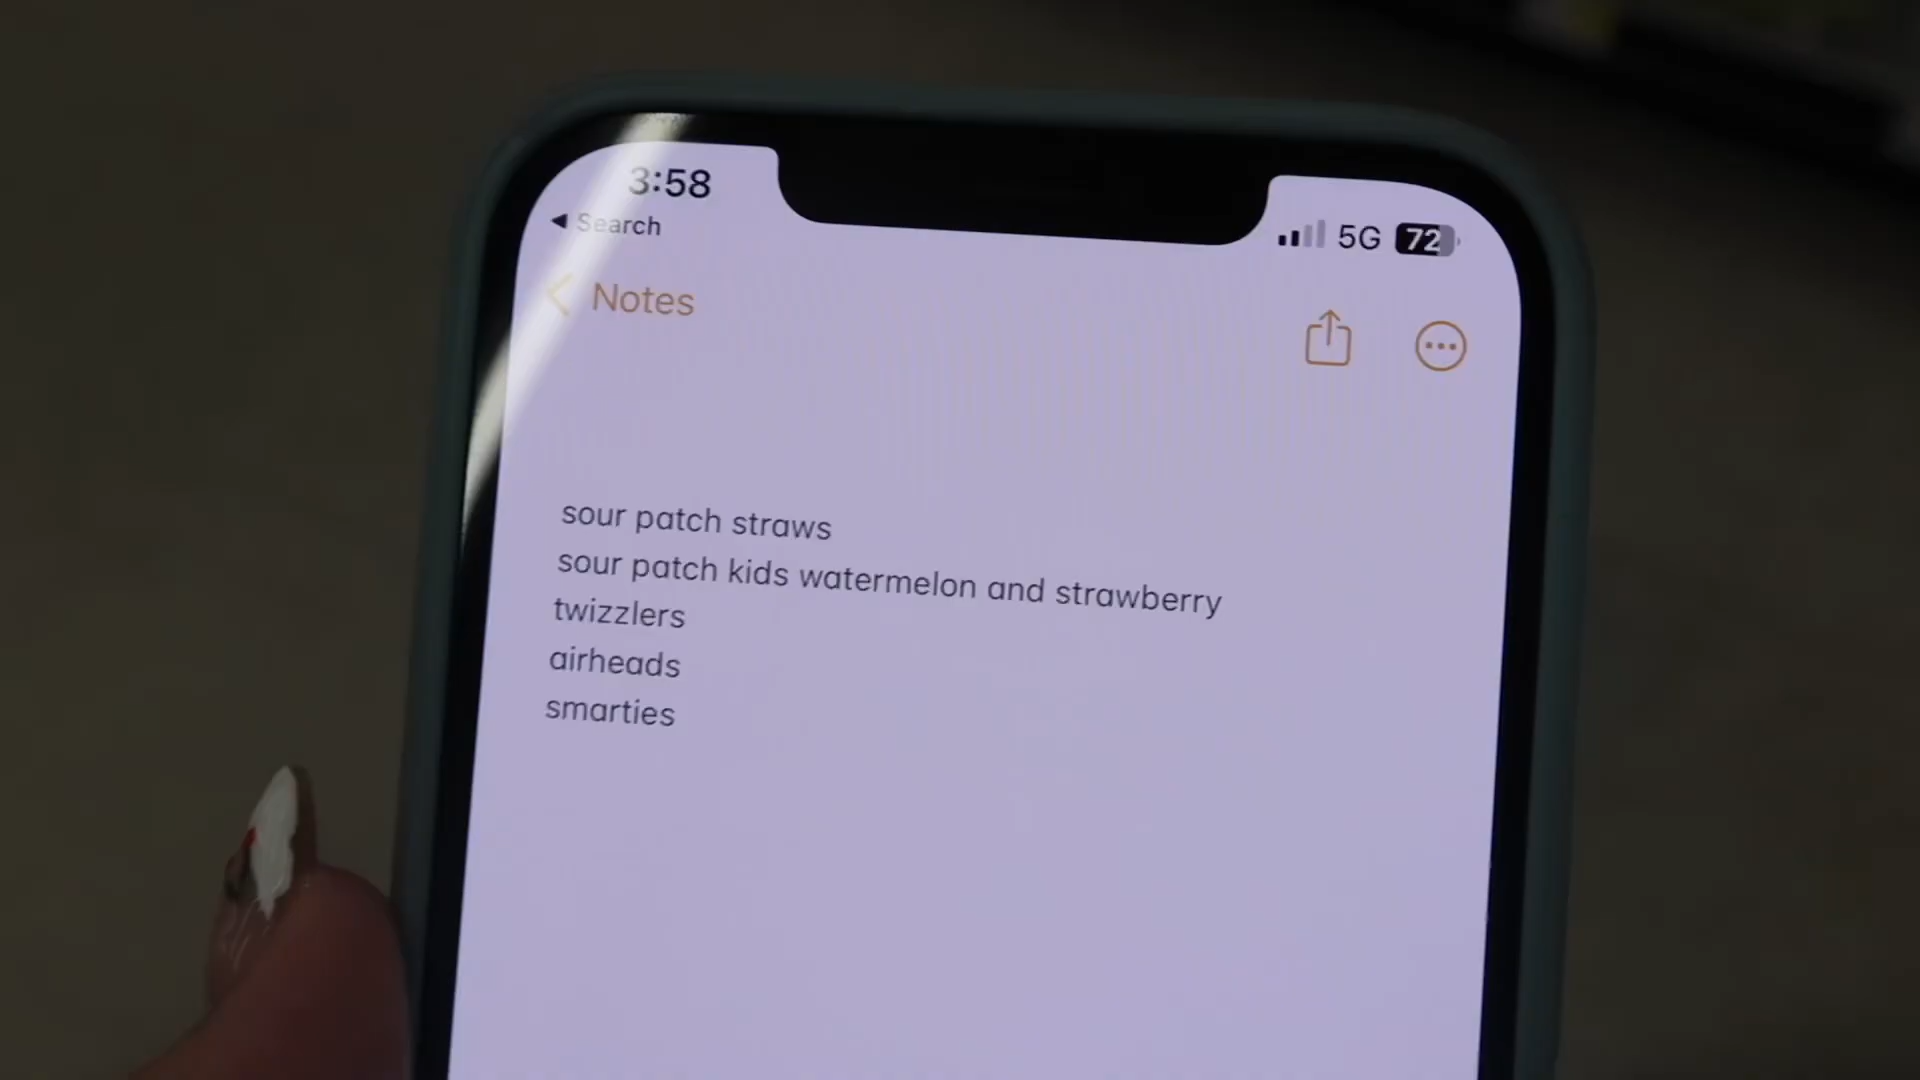 3:58
◀ Search
5G 72
Notes
sour patch straws
sour patch kids watermelon and strawberry
twizzlers
airheads
smarties